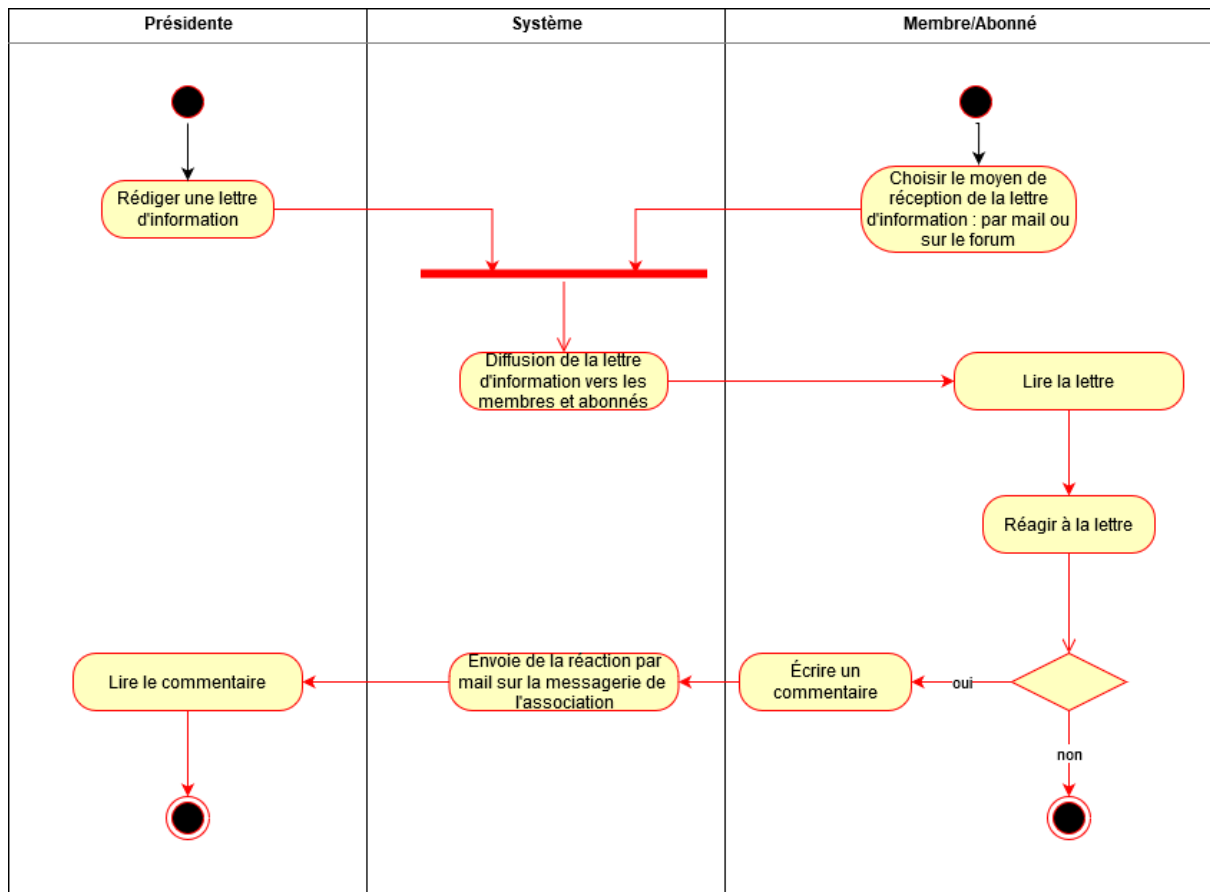 Présidente
Système
Membre/Abonné
Rédiger une lettre
d'information
Choisir le moyen de
réception de la lettre
d'information : par mail ou
sur le forum
Diffusion de la lettre
d'information vers les
membres et abonnés
Lire la lettre
Réagir à la lettre
Lire le commentaire
Envoie de la réaction par
mail sur la messagerie de
l'association
Écrire un
commentaire
oui
non